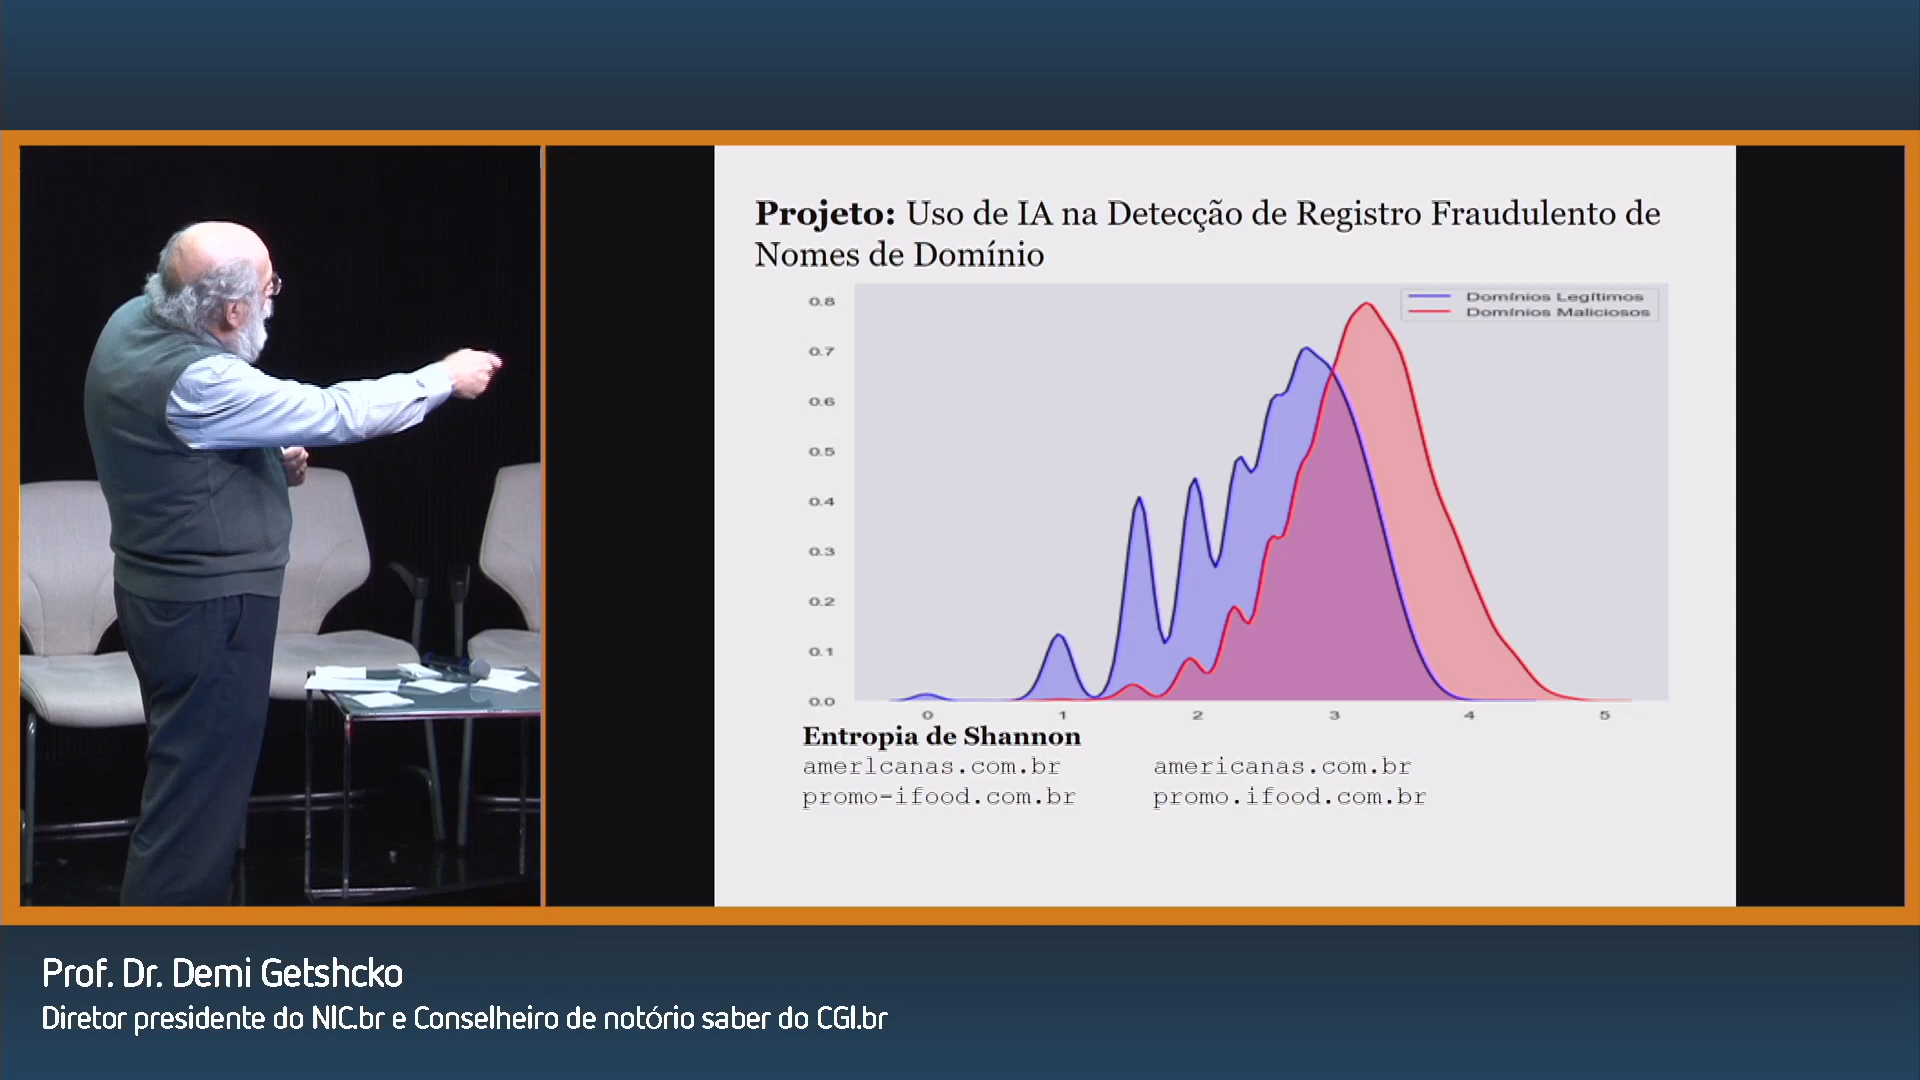 Projeto: Uso de IA na Detecção de Registro Fraudulento de
Nomes de Domínio
Domínios Legítimos
Domínios Maliciosos
0.8
0.7
0.6
0.5
0.4
0.3
0.2
0.1
0.0
0 1 2 3 4 5
Entropia de Shannon
amerlcanas.com.br americanas.com.br
promo-ifood.com.br promo.ifood.com.br
Prof. Dr. Demi Getshcko
Diretor presidente do NIC.br e Conselheiro de notório saber do CGI.br